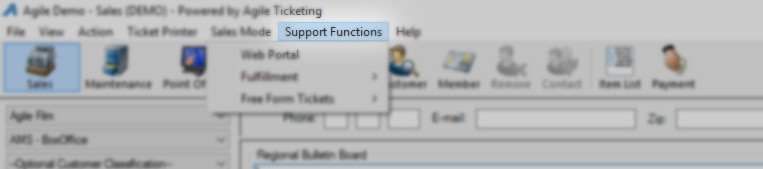 Agile Demo - Sales (DEMO) - Powered by Agile Ticketing
File View Action Ticket Printer Sales Mode Support Functions Help
Web Portal
Fulfillment
Free Form Tickets
Sales Maintenance Point Of Customer Member Remove Contact Item List Payment
Agile Film
Phone: E-mail: Zip:
AMS - BoxOffice
Regional Bulletin Board
--Optional Customer Classification--